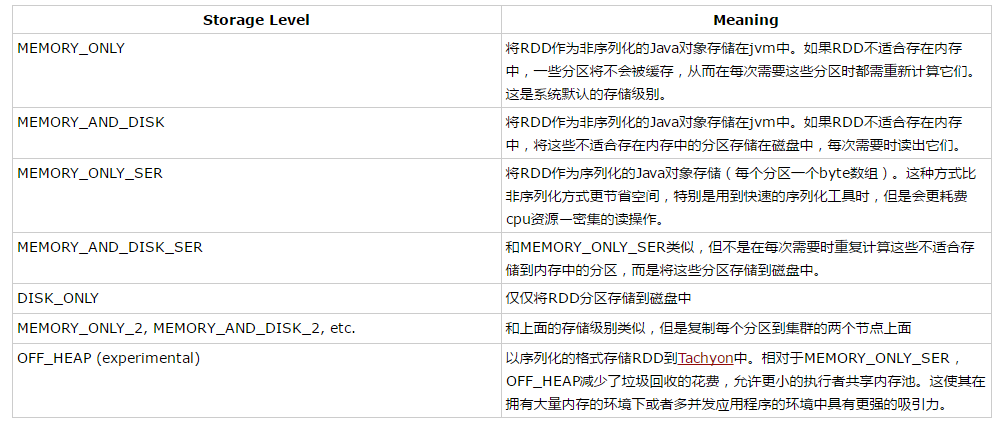 Storage Level Meaning
MEMORY_ONLY 将RDD作为非序列化的Java对象存储在jvm中。如果RDD不适合存在内存
中，一些分区将不会被缓存，从而在每次需要这些分区时都需重新计算它们。
这是系统默认的存储级别。
MEMORY_AND_DISK 将RDD作为非序列化的Java对象存储在jvm中。如果RDD不适合存在内存
中，将这些不适合存在内存中的分区存储在磁盘中，每次需要时读出它们。
MEMORY_ONLY_SER 将RDD作为序列化的Java对象存储（每个分区一个byte数组）。这种方式比
非序列化方式更节省空间，特别是用到快速的序列化工具时，但是会更耗费
cpu资源—密集的读操作。
MEMORY_AND_DISK_SER 和MEMORY_ONLY_SER类似，但不是在每次需要时重复计算这些不适合存
储到内存中的分区，而是将这些分区存储到磁盘中。
DISK_ONLY 仅仅将RDD分区存储到磁盘中
MEMORY_ONLY_2, MEMORY_AND_DISK_2, etc. 和上面的存储级别类似，但是复制每个分区到集群的两个节点上面
OFF_HEAP (experimental) 以序列化的格式存储RDD到Tachyon中。相对于MEMORY_ONLY_SER，
OFF_HEAP减少了垃圾回收的花费，允许更小的执行者共享内存池。这使其在
拥有大量内存的环境下或者多并发应用程序的环境中具有更强的吸引力。